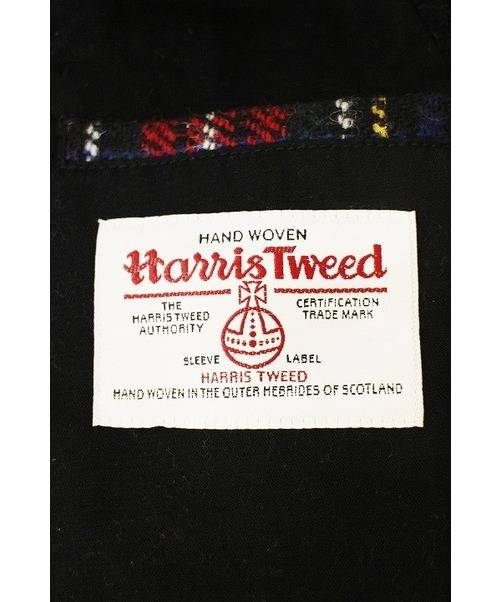 HAND WOVEN
Harris Tweed
THE
HARRIS TWEED
AUTHORITY
CERTIFICATION
TRADE MARK
SLEEVE LABEL
HARRIS TWEED
HAND WOVEN IN THE OUTER HEBRIDES OF SCOTLAND